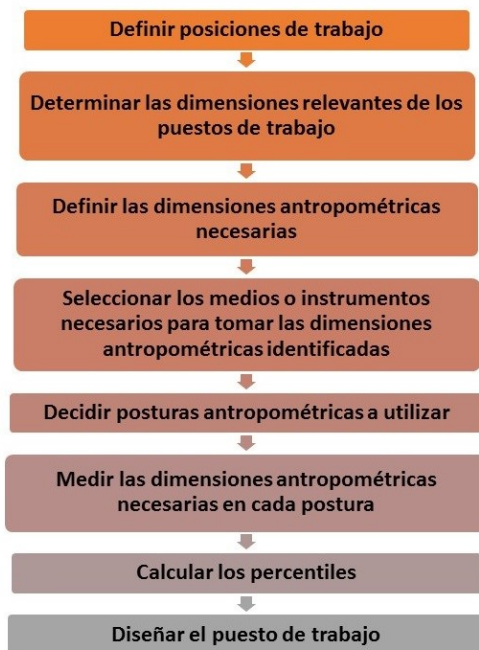 Definir posiciones de trabajo
Determinar las dimensiones relevantes de los
puestos de trabajo
Definir las dimensiones antropométricas
necesarias
Seleccionar los medios o instrumentos
necesarios para tomar las dimensiones
antropométricas identificadas
Decidir posturas antropométricas a utilizar
Medir las dimensiones antropométricas
necesarias en cada postura
Calcular los percentiles
Diseñar el puesto de trabajo